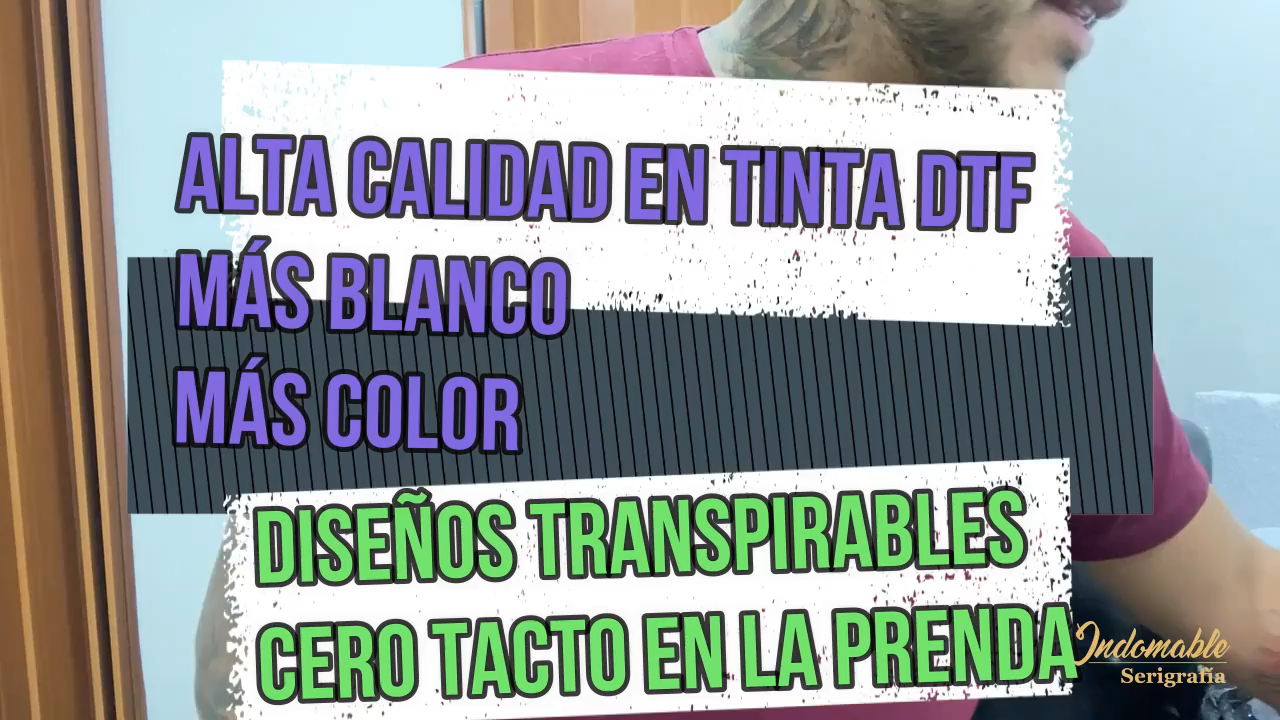 ALTA CALIDAD EN TINTA DTF
MÁS BLANCO
MÁS COLOR
DISEÑOS TRANSPIRABLES
CERO TACTO EN LA PRENDA
Indomable
Serigrafía